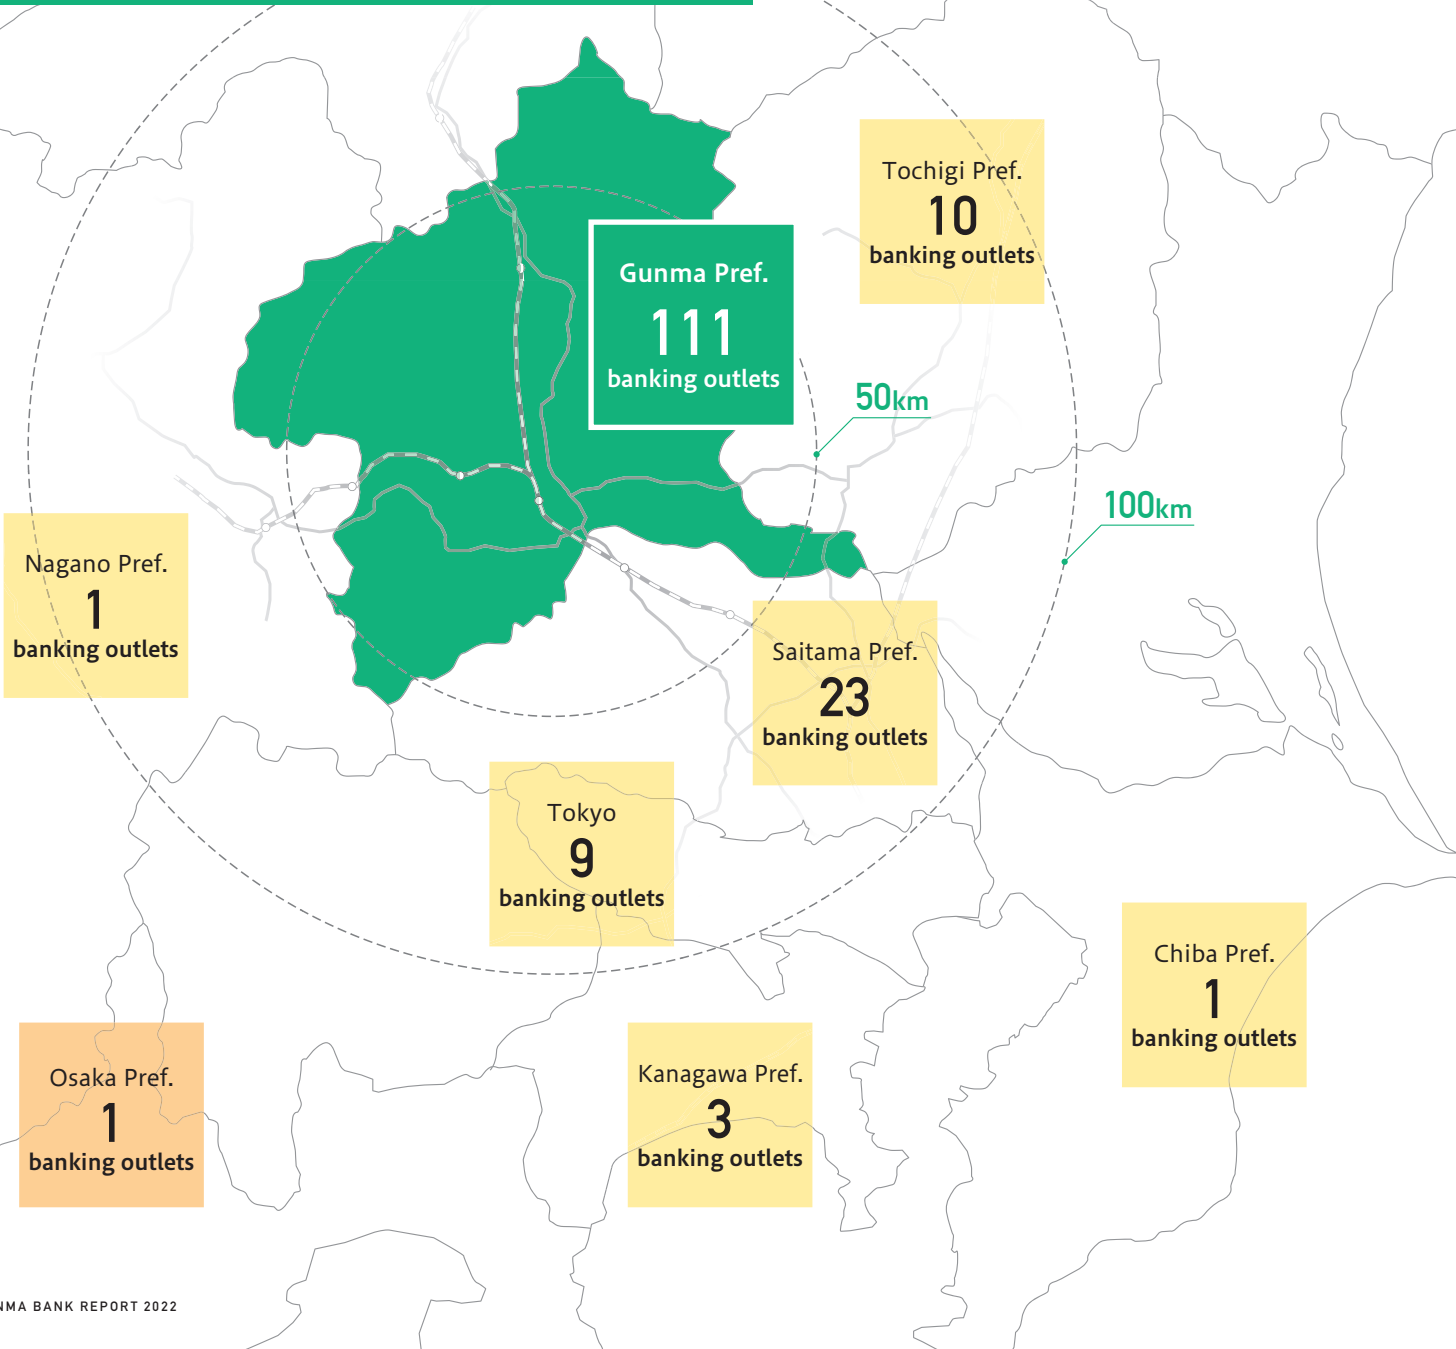 Tochigi Pref.
10
banking outlets
Gunma Pref.
111
banking outlets
50km
100km
Nagano Pref.
1
banking outlets
Saitama Pref.
23
banking outlets
Tokyo
9
banking outlets
Chiba Pref.
1
banking outlets
Osaka Pref.
1
banking outlets
Kanagawa Pref.
3
banking outlets
NMA BANK REPORT 2022